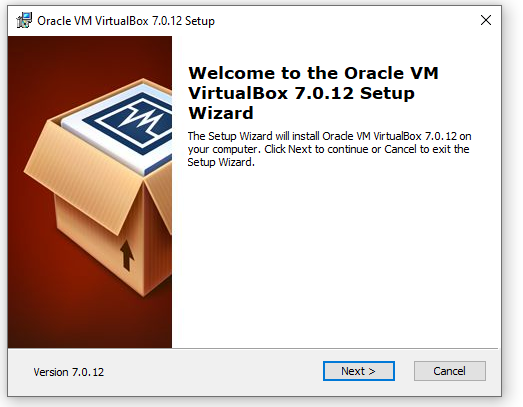 Oracle VM VirtualBox 7.0.12 Setup
Welcome to the Oracle VM
VirtualBox 7.0.12 Setup
Wizard
The Setup Wizard will install Oracle VM VirtualBox 7.0.12 on
your computer. Click Next to continue or Cancel to exit the
Setup Wizard.
Version 7.0.12
Next >
Cancel